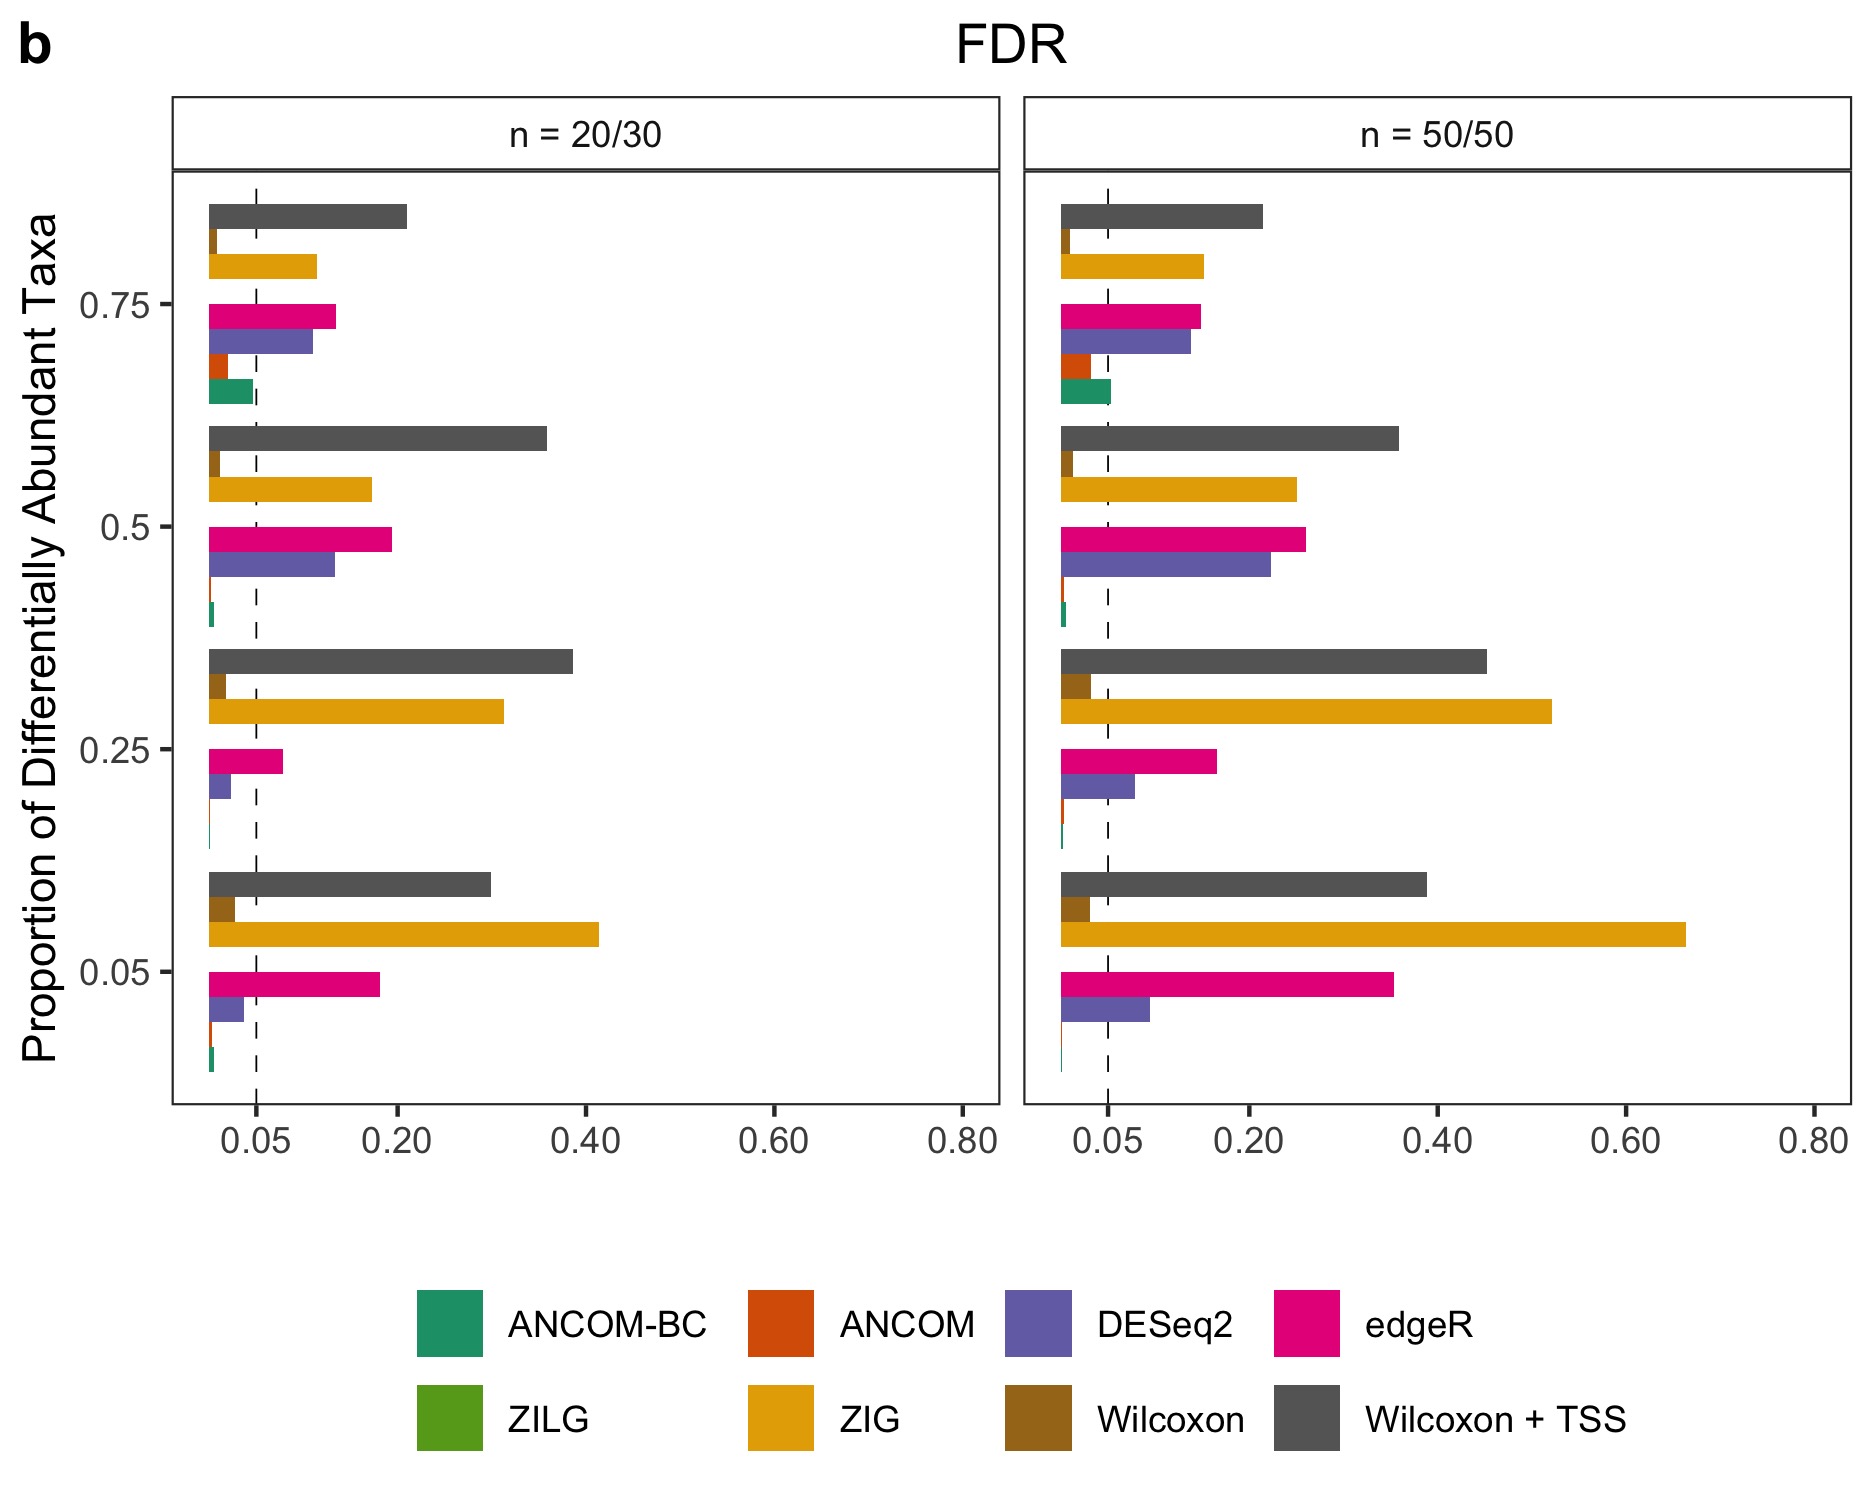 b
FDR
n = 20/30
n = 50/50
Proportion of Differentially Abundant Taxa
0.75
0.5
0.25
0.05
0.05 0.20 0.40 0.60 0.80
0.05 0.20 0.40 0.60 0.80
ANCOM-BC ANCOM DESeq2 edgeR
ZILG ZIG Wilcoxon Wilcoxon + TSS